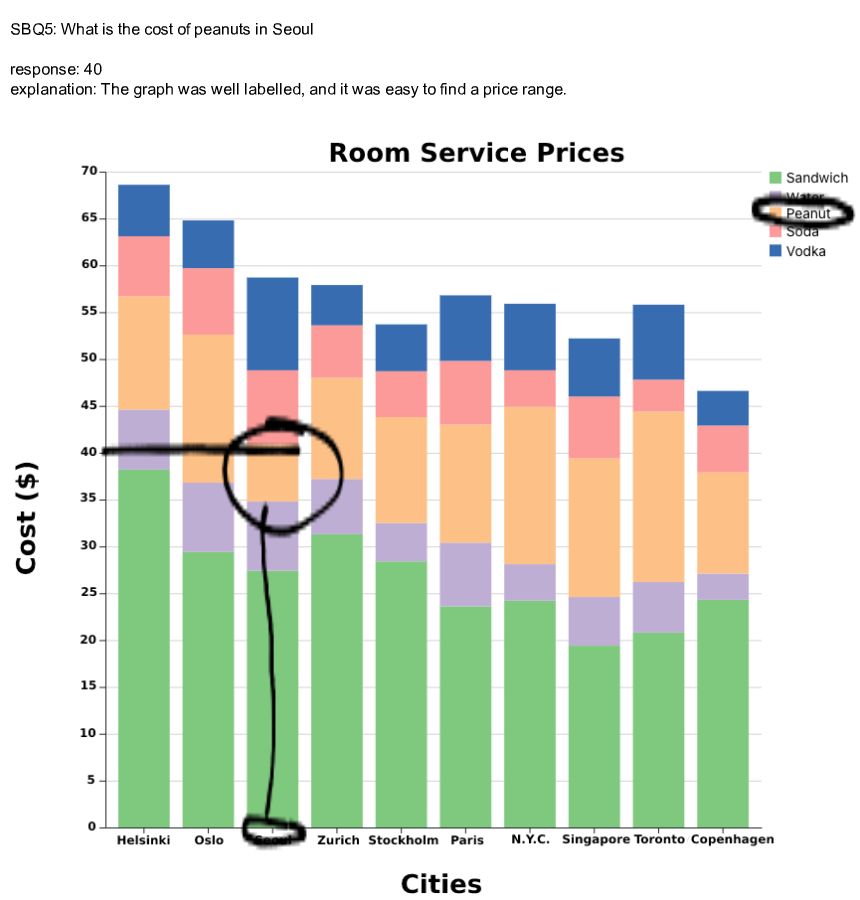 SBQ5: What is the cost of peanuts in Seoul
response: 40
explanation: The graph was well labelled, and it was easy to find a price range.
Room Service Prices
Sandwich
Water
Peanut
Soda
Vodka
70
65
60
55
50
45
40
35
30
25
20
15
10
5
0
Cost ($)
Helsinki Oslo Seoul Zurich Stockholm Paris N.Y.C. Singapore Toronto Copenhagen
Cities